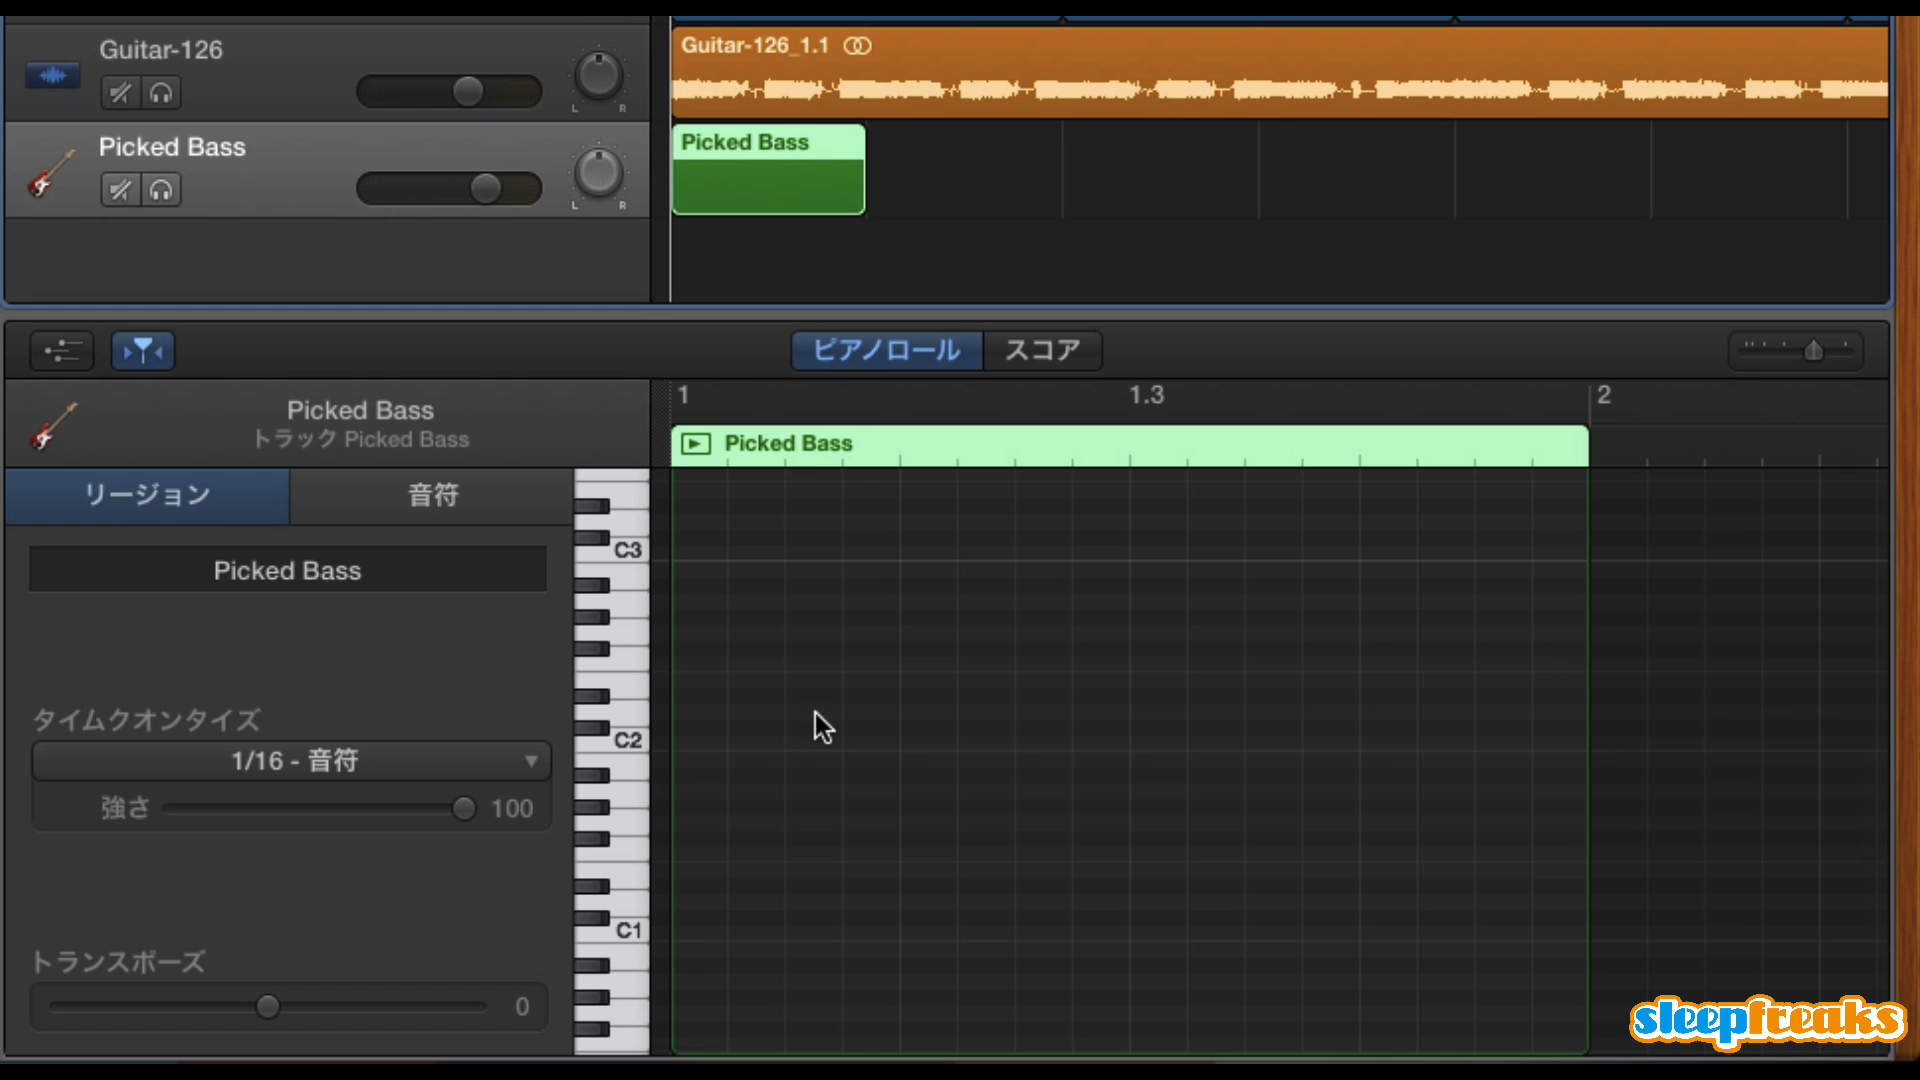 Guitar-126
L R
Guitar-126_1.1
Picked Bass
L R
Picked Bass
ピアノロール
スコア
Picked Bass
トラック Picked Bass
1
1.3
2
Picked Bass
リージョン
音符
Picked Bass
C3
タイムクオンタイズ
C2
1/16 - 音符
強さ
100
C1
トランスポーズ
0
sleepfreaks